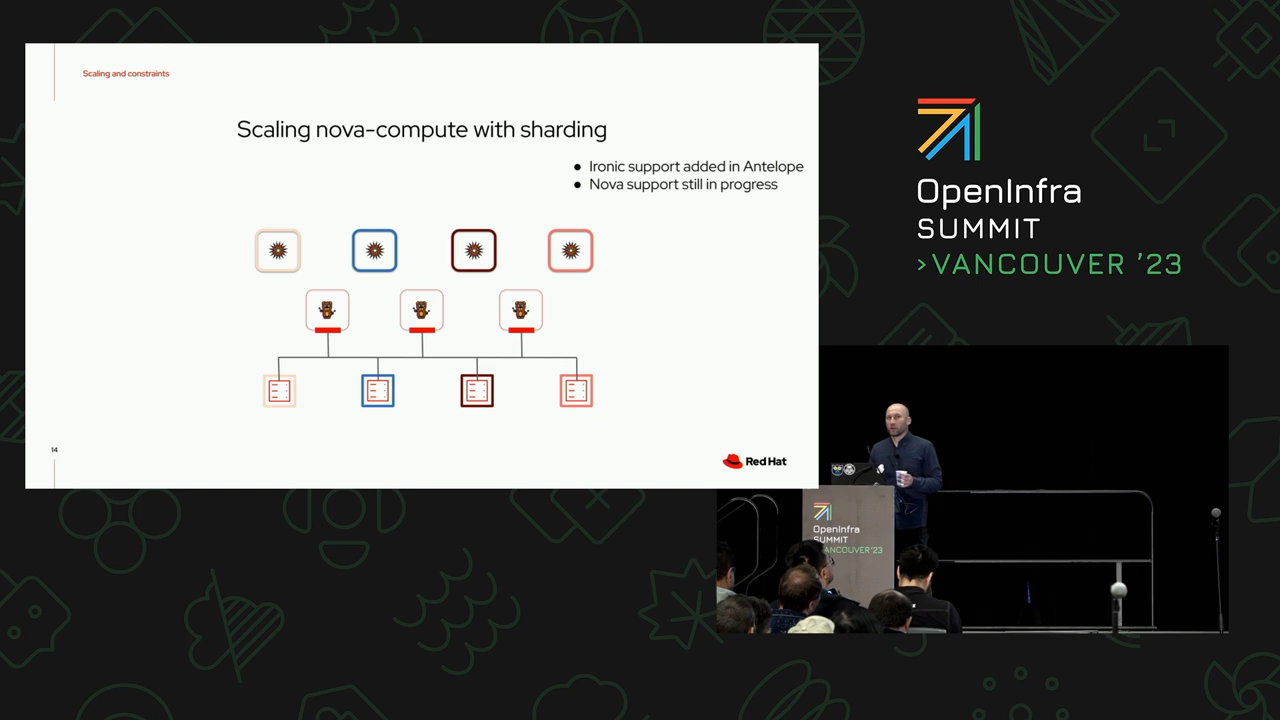 Scaling and constraints
Scaling nova-compute with sharding
● Ironic support added in Antelope
● Nova support still in progress
14
Red Hat
OpenInfra
SUMMIT
>VANCOUVER '23
OpenInfra
SUMMIT
VANCOUVER '23